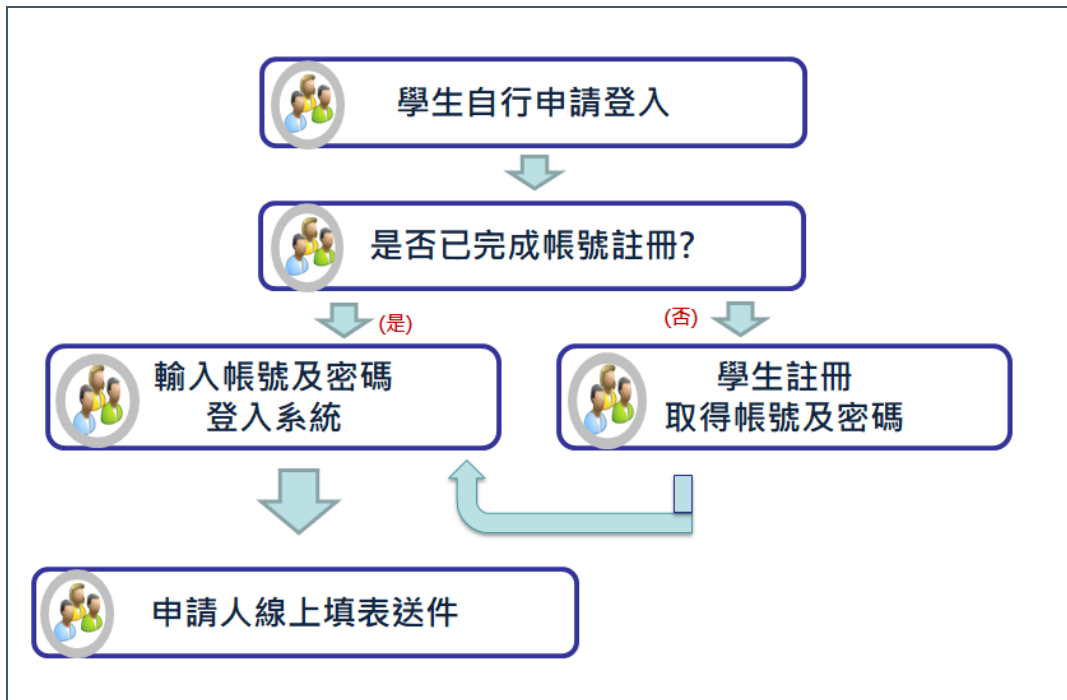 學生自行申請登入
是否已完成帳號註冊?
(是)
(否)
輸入帳號及密碼
登入系統
學生註冊
取得帳號及密碼
申請人線上填表送件